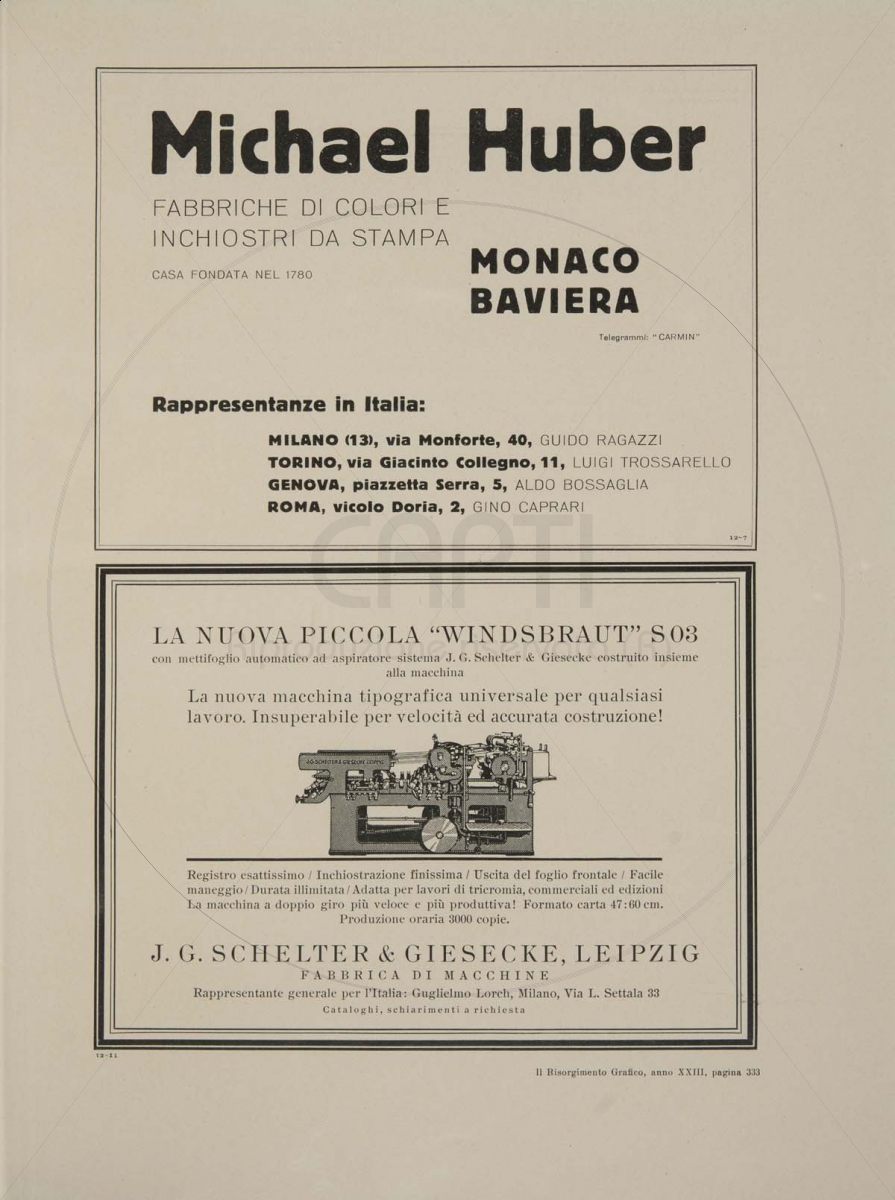 Michael Huber
FABBRICHE DI COLORI E
INCHIOSTRI DA STAMPA
CASA FONDATA NEL 1780
MONACO
BAVIERA
Telegrammi: "CARMIN"
Rappresentanze in Italia:
MILANO (13), via Monforte, 40, GUIDO RAGAZZI
TORINO, via Giacinto Collegno, 11, LUIGI TROSSARELLO
GENOVA, piazzetta Serra, 5, ALDO BOSSAGLIA
ROMA, vicolo Doria, 2, GINO CAPRARI
12-7
CAPTI
LA NUOVA PICCOLA “WINDSBRAUT” S 03
con mettifoglio automatico ad aspiratore sistema J. G. Schelter & Giesecke costruito insieme
alla macchina
La nuova macchina tipografica universale per qualsiasi
lavoro. Insuperabile per velocità ed accurata costruzione!
J.G. SCHELTER & GIESECKE LEIPZIG
Registro esattissimo / Inchiostrazione finissima / Uscita del foglio frontale / Facile
maneggio / Durata illimitata / Adatta per lavori di tricromia, commerciali ed edizioni
La macchina a doppio giro più veloce e più produttiva! Formato carta 47 : 60 cm.
Produzione oraria 3000 copie.
J. G. SCHELTER & GIESECKE, LEIPZIG
FABBRICA DI MACCHINE
Rappresentante generale per l'Italia: Guglielmo Lorch, Milano, Via L. Settala 33
Cataloghi, schiarimenti a richiesta
12-11
Il Risorgimento Grafico, anno XXIII, pagina 333